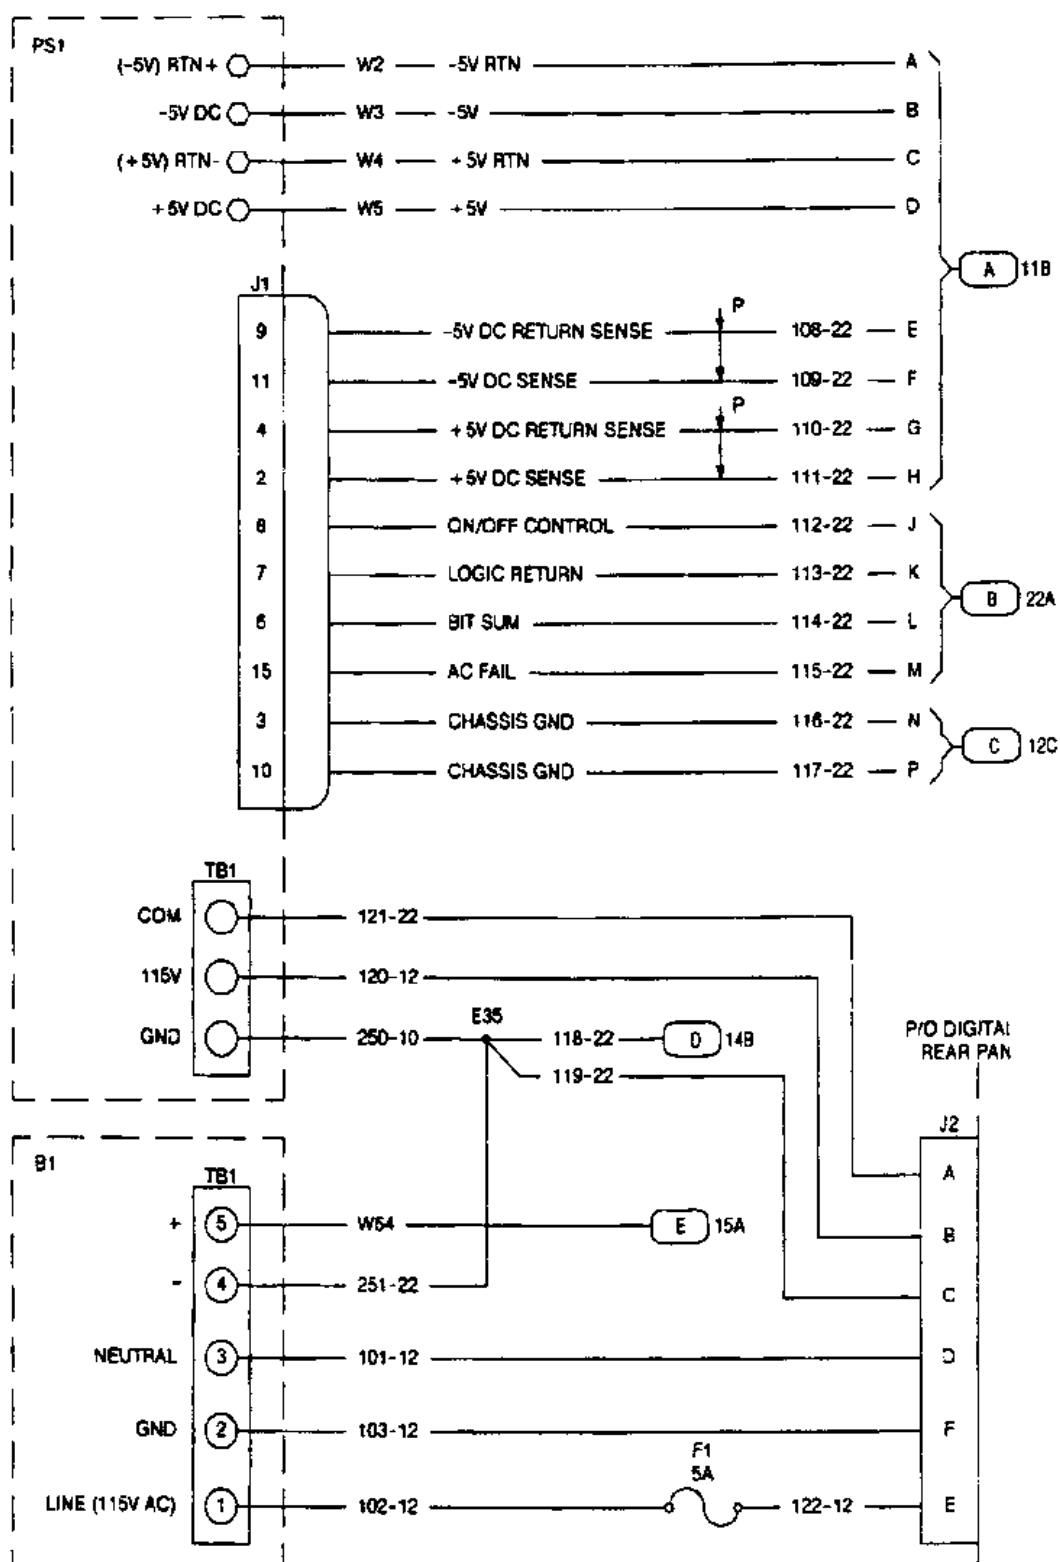 PS1
(-5V) RTN+ W2 -5V RTN A
-5V DC W3 -5V B
(+5V) RTN- W4 +5V RTN C
+5V DC W5 +5V D
A 11B
J1
P
9 -5V DC RETURN SENSE 108-22 E
11 -5V DC SENSE 109-22 F
P
4 +5V DC RETURN SENSE 110-22 G
2 +5V DC SENSE 111-22 H
8 ON/OFF CONTROL 112-22 J
7 LOGIC RETURN 113-22 K
B 22A
6 BIT SUM 114-22 L
15 AC FAIL 115-22 M
3 CHASSIS GND 116-22 N
C 12C
10 CHASSIS GND 117-22 P
TB1
COM 121-22
115V 120-12
E35
GND 250-10 118-22 D 14B
119-22
P/O DIGITAL
REAR PAN
J2
B1
TB1
A
+ 5 W64 E 15A
B
- 4 251-22
C
NEUTRAL 3 101-12 D
GND 2 103-12 F
F1
5A
LINE (115V AC) 1 102-12 122-12 E